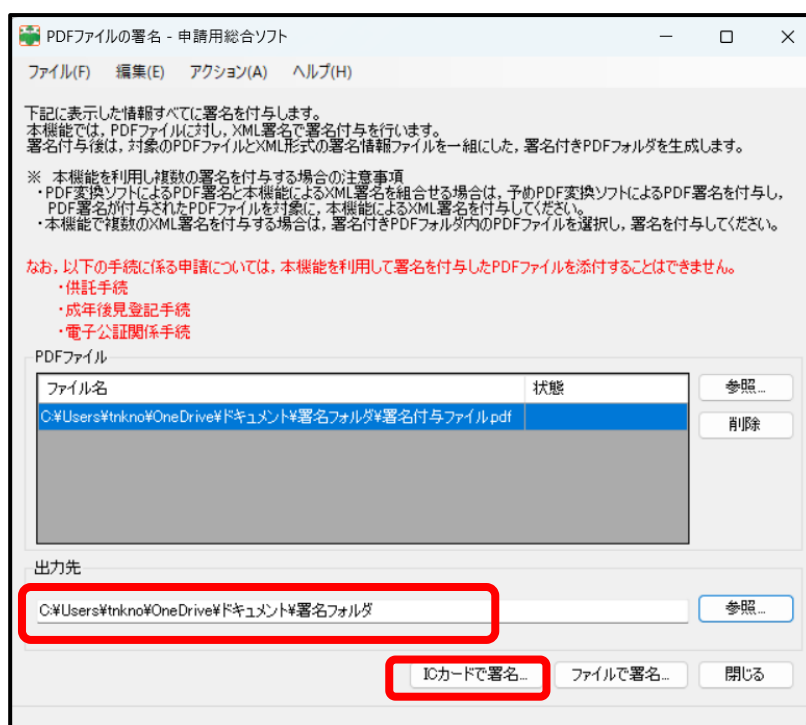 PDFファイルの署名 - 申請用総合ソフト
ファイル(F) 編集(E) アクション(A) ヘルプ(H)
下記に表示した情報すべてに署名を付与します。
本機能では，PDFファイルに対し，XML署名で署名付与を行います。
署名付与後は，対象のPDFファイルとXML形式の署名情報ファイルを一組にした，署名付きPDFフォルダを生成します。
※ 本機能を利用し複数の署名を付与する場合の注意事項
・PDF変換ソフトによるPDF署名と本機能によるXML署名を組合せる場合は，予めPDF変換ソフトによるPDF署名を付与し，
PDF署名が付与されたPDFファイルを対象に，本機能によるXML署名を付与してください。
・本機能で複数のXML署名を付与する場合は，署名付きPDFフォルダ内のPDFファイルを選択し，署名を付与してください。
なお，以下の手続に係る申請については，本機能を利用して署名を付与したPDFファイルを添付することはできません。
・供託手続
・成年後見登記手続
・電子公証関係手続
PDFファイル
ファイル名 状態 参照...
C:¥Users¥tnkno¥OneDrive¥ドキュメント¥署名フォルダ¥署名付与ファイル.pdf
削除
出力先
C:¥Users¥tnkno¥OneDrive¥ドキュメント¥署名フォルダ 参照...
ICカードで署名... ファイルで署名... 閉じる